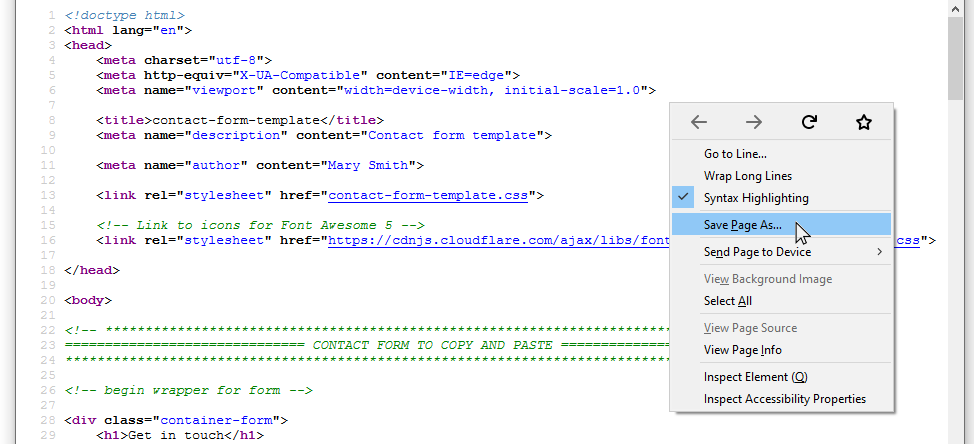 1 <!doctype html>
2 <html lang="en">
3 <head>
4 <meta charset="utf-8">
5 <meta http-equiv="X-UA-Compatible" content="IE=edge">
6 <meta name="viewport" content="width=device-width, initial-scale=1.0">
7
8 <title>contact-form-template</title>
9 <meta name="description" content="Contact form template">
10
11 <meta name="author" content="Mary Smith">
12
13 <link rel="stylesheet" href="contact-form-template.css">
14
15 <!-- Link to icons for Font Awesome 5 -->
16 <link rel="stylesheet" href="https://cdnjs.cloudflare.com/ajax/libs/font css">
17
18 </head>
19
20 <body>
21
22 <!-- ***********************************************************************
23 ============================== CONTACT FORM TO COPY AND PASTE ==============
24 ****************************************************************************
25
26 <!-- begin wrapper for form -->
27
28 <div class="container-form">
29 <h1>Get in touch</h1>
Go to Line...
Wrap Long Lines
Syntax Highlighting
Save Page As...
Send Page to Device
View Background Image
Select All
View Page Source
View Page Info
Inspect Element (Q)
Inspect Accessibility Properties